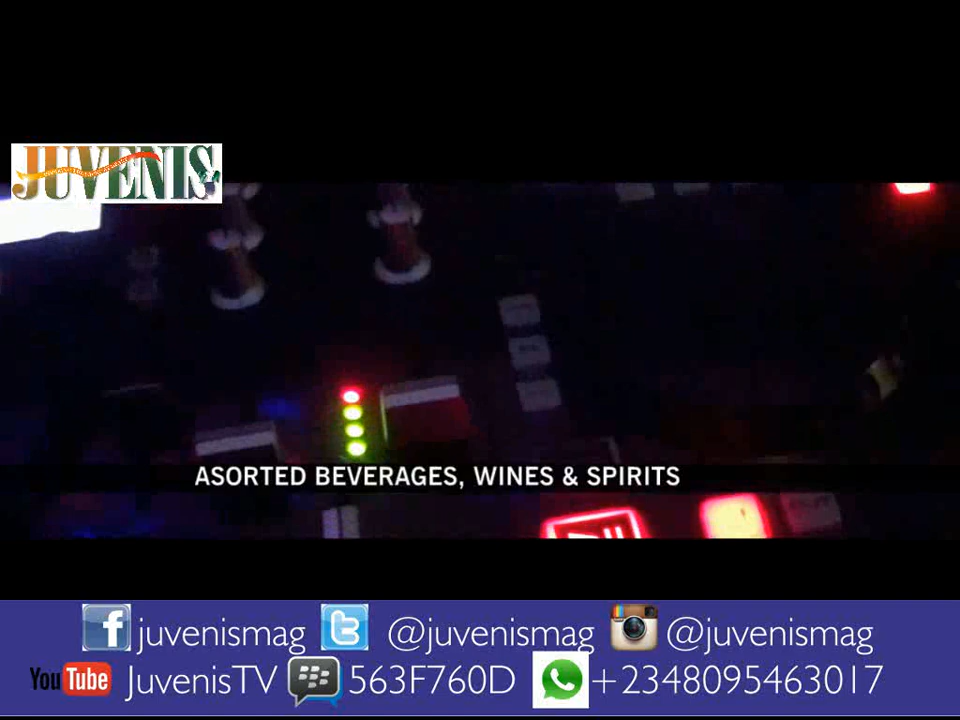 JUVENIS
ASORTED BEVERAGES, WINES & SPIRITS
f juvenismag @juvenismag @juvenismag
You Tube JuvenisTV 563F760D +2348095463017